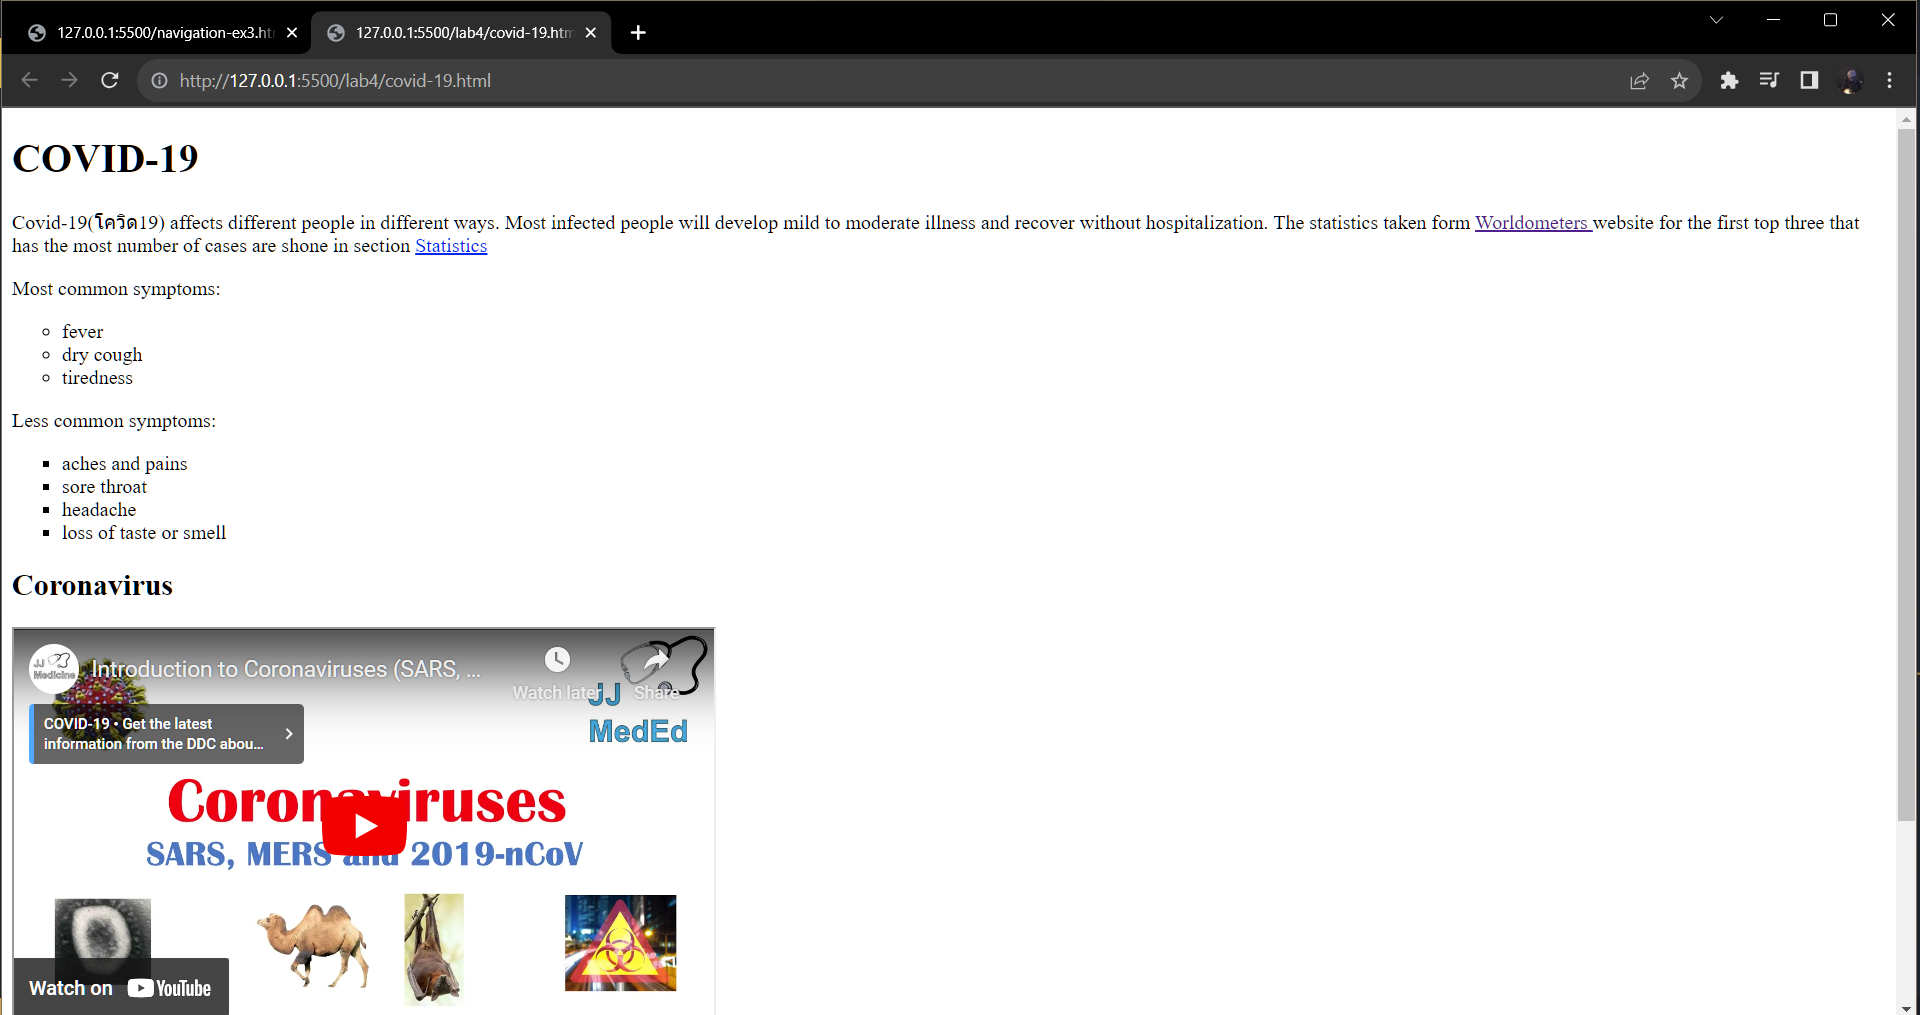 127.0.0.1:5500/navigation-ex3.ht
127.0.0.1:5500/lab4/covid-19.htm
http://127.0.0.1:5500/lab4/covid-19.html
COVID-19
Covid-19(โควิด19) affects different people in different ways. Most infected people will develop mild to moderate illness and recover without hospitalization. The statistics taken form Worldometers website for the first top three that
has the most number of cases are shone in section Statistics
Most common symptoms:
fever
dry cough
tiredness
Less common symptoms:
aches and pains
sore throat
headache
loss of taste or smell
Coronavirus
JJ
Medicine
Introduction to Coronaviruses (SARS, ...
Watch later
Share
JJ
MedEd
COVID-19 • Get the latest
information from the DDC abou...
Coronaviruses
SARS, MERS and 2019-nCoV
Watch on YouTube